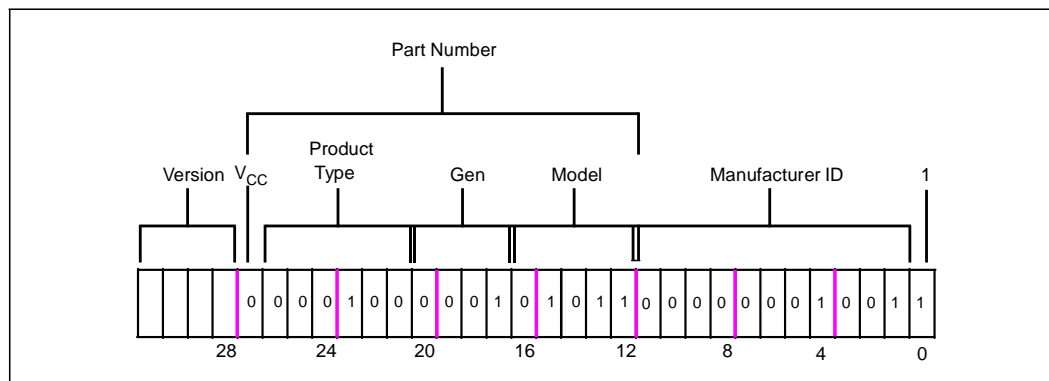 Part Number
Product
Type
Version VCC Gen Model Manufacturer ID 1
0 0 0 0 1 0 0 0 0 0 1 0 1 0 1 1 0 0 0 0 0 0 0 1 0 0 1 1
28 24 20 16 12 8 4 0